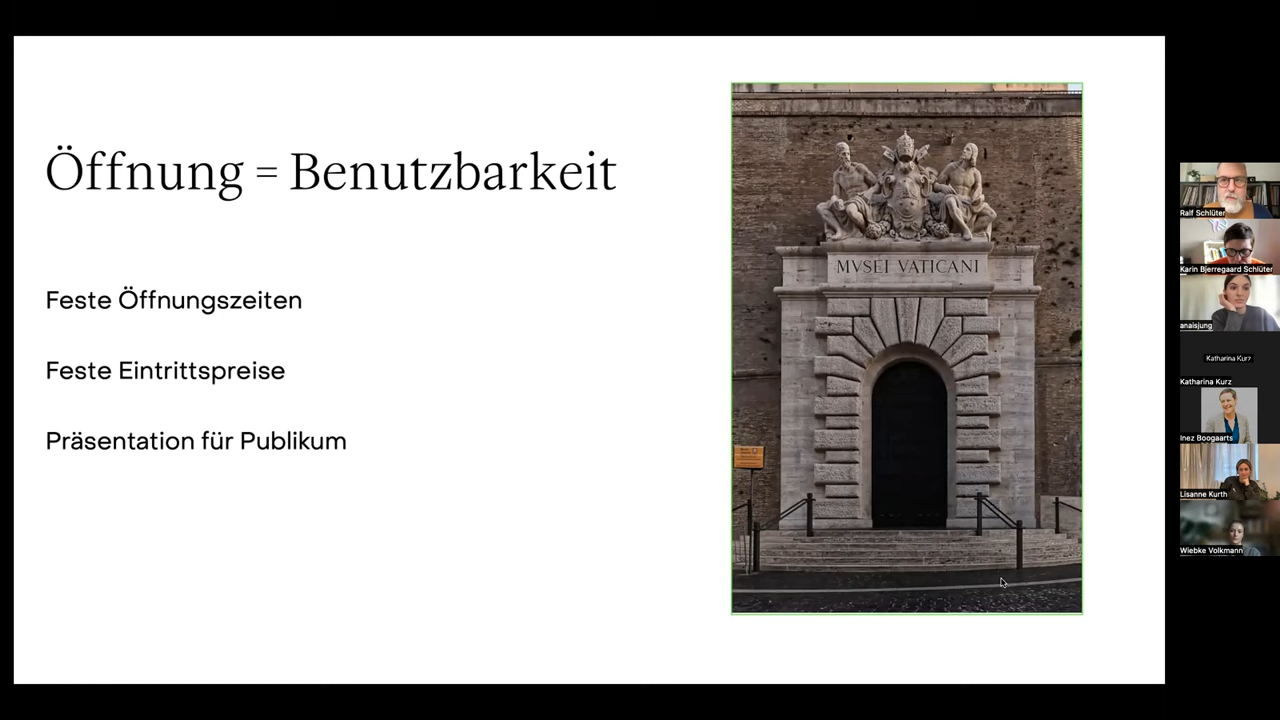 Öffnung = Benutzbarkeit
Feste Öffnungszeiten
Feste Eintrittspreise
Präsentation für Publikum
MVSEI VATICANI
Ralf Schlüter
Karin Bjerregaard Schlüter
anaisjung
Katharina Kurz
Katharina Kurz
Inez Boogaarts
Lisanne Kurth
Wiebke Volkmann